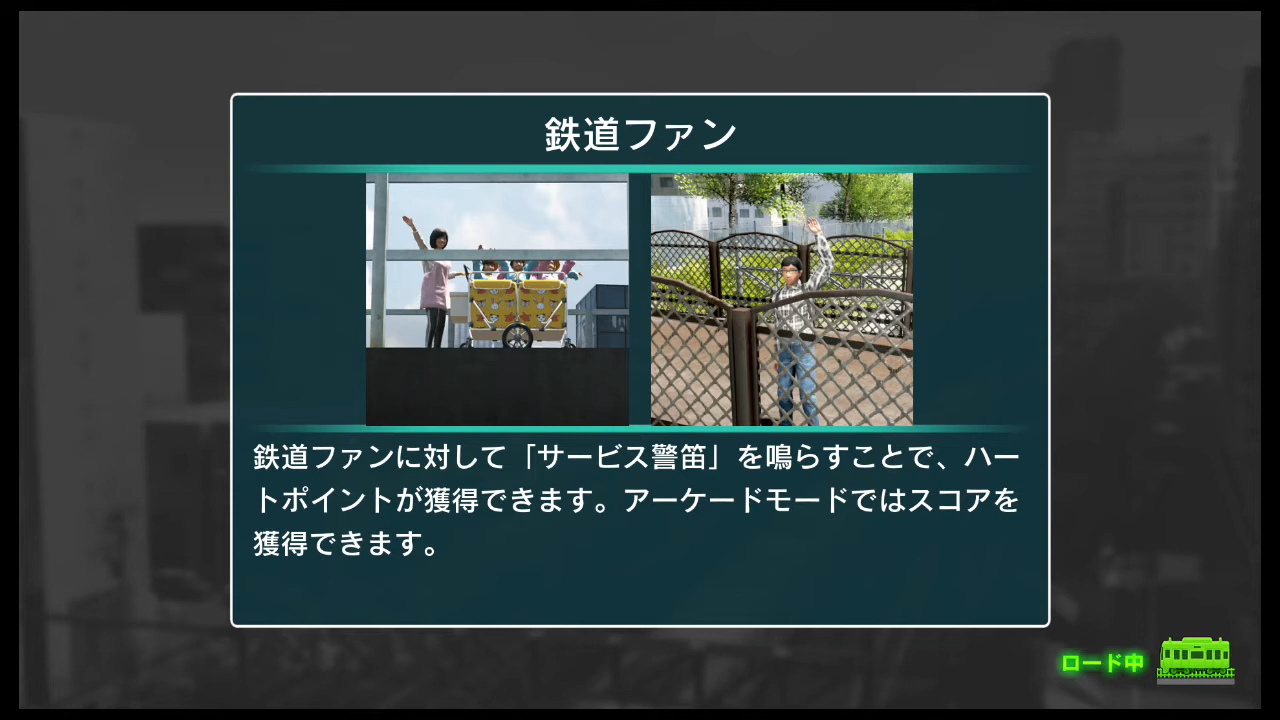 鉄道ファン
鉄道ファンに対して「サービス警笛」を鳴らすことで、ハー
トポイントが獲得できます。アーケードモードではスコアを
獲得できます。
ロード中